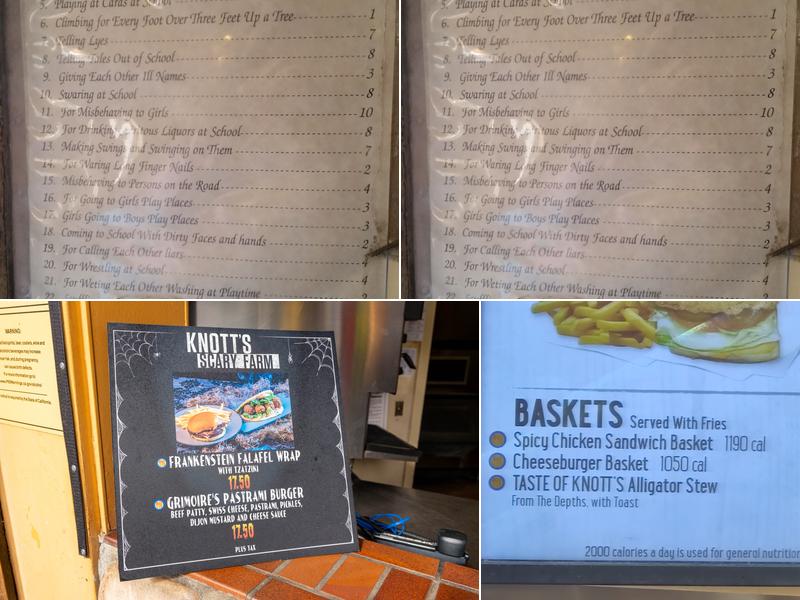 5. Playing at Cards at School
6. Climbing for Every Foot Over Three Feet Up a Tree 1
7. Telling Lyes 7
8. Telling Tales Out of School 8
9. Giving Each Other Ill Names 3
10. Swaring at School 8
11. For Misbehaving to Girls 10
12. For Drinking Liquors at School 8
13. Making Swings and Swinging on Them 7
14. For Waring Long Finger Nails 2
15. Misbehaving to Persons on the Road 4
16. For Going to Girls Play Places 3
17. Girls Going to Boys Play Places 3
18. Coming to School With Dirty Faces and hands 2
19. For Calling Each Other liars
20. For Wrestling at School 4
21. For Weting Each Other Washing at Playtime
22.
5. Playing at Cards at School
6. Climbing for Every Foot Over Three Feet Up a Tree 1
7. Telling Lyes 7
8. Telling Tales Out of School 8
9. Giving Each Other Ill Names 3
10. Swaring at School 8
11. For Misbehaving to Girls 10
12. For Drinking Liquors at School 8
13. Making Swings and Swinging on Them 7
14. For Waring Long Finger Nails 2
15. Misbehaving to Persons on the Road 4
16. For Going to Girls Play Places 3
17. Girls Going to Boys Play Places 3
18. Coming to School With Dirty Faces and hands 2
19. For Calling Each Other liars
20. For Wrestling at School 4
21. For Weting Each Other Washing at Playtime
22.
WARNING:
KNOTT'S
SCARY FARM
FRANKENSTEIN FALAFEL WRAP
WITH TZATZIKI
17.50
GRIMOIRE'S PASTRAMI BURGER
BEEF PATTY, SWISS CHEESE, PASTRAMI, PICKLES,
DIJON MUSTARD AND CHEESE SAUCE
17.50
PLUS TAX
BASKETS Served With Fries
Spicy Chicken Sandwich Basket 1190 cal
Cheeseburger Basket 1050 cal
TASTE OF KNOTT'S Alligator Stew
From The Depths, with Toast
2000 calories a day is used for general nutrition